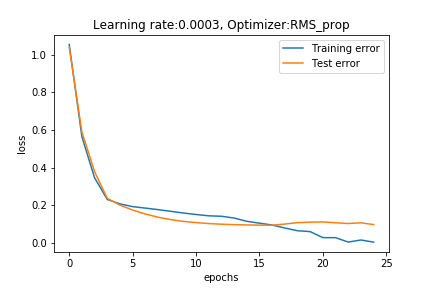 Learning rate:0.0003, Optimizer:RMS_prop
Training error
Test error
1.0
0.8
0.6
0.4
0.2
0.0
loss
0 5 10 15 20 25
epochs